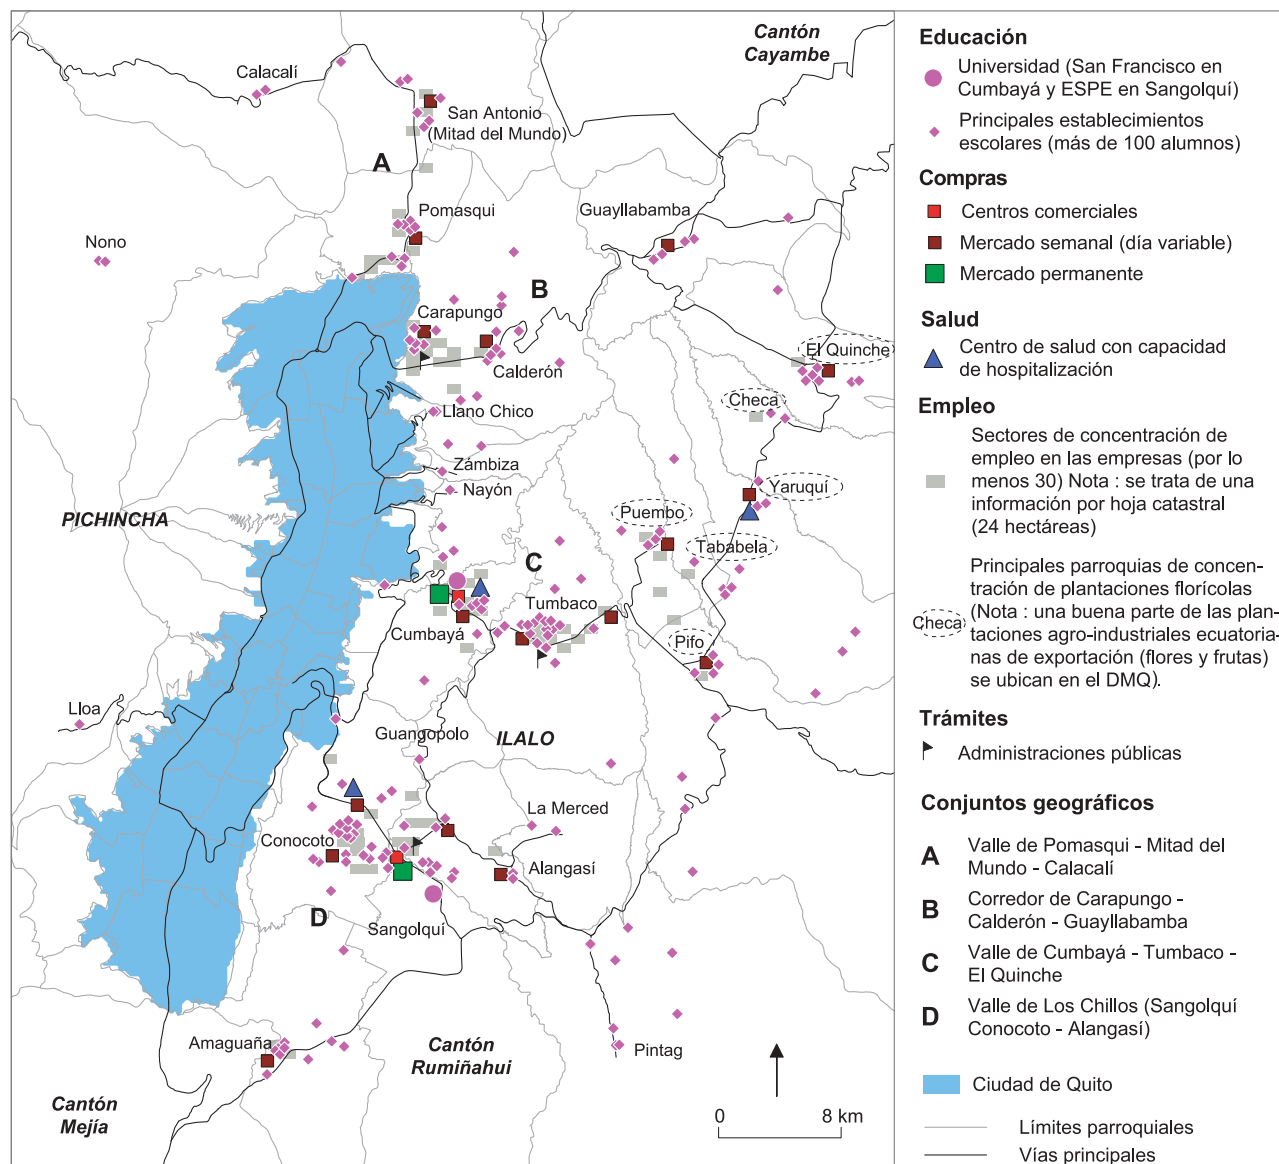 Cantón
Cayambe
Calacalí
San Antonio
(Mitad del Mundo)
A
Pomasqui
Guayllabamba
Nono
B
Carapungo
El Quinche
Calderón
Checa
Llano Chico
Zámbiza
Yaruquí
Nayón
PICHINCHA
Puembo
Tababela
C
Tumbaco
Cumbayá
Pifo
Lloa
Guangopolo
ILALO
La Merced
Conocoto
Alangasí
D
Sangolquí
Amaguaña
Cantón
Rumiñahui
Pintag
Cantón
Mejía
0 8 km
Educación
Universidad (San Francisco en
Cumbayá y ESPE en Sangolquí)
Principales establecimientos
escolares (más de 100 alumnos)
Compras
Centros comerciales
Mercado semanal (día variable)
Mercado permanente
Salud
Centro de salud con capacidad
de hospitalización
Empleo
Sectores de concentración de
empleo en las empresas (por lo
menos 30) Nota : se trata de una
información por hoja catastral
(24 hectáreas)
Principales parroquias de concen-
tración de plantaciones florícolas
(Nota : una buena parte de las plan-
Checa taciones agro-industriales ecuatoria-
nas de exportación (flores y frutas)
se ubican en el DMQ).
Trámites
Administraciones públicas
Conjuntos geográficos
A Valle de Pomasqui - Mitad del
Mundo - Calacalí
B Corredor de Carapungo -
Calderón - Guayllabamba
C Valle de Cumbayá - Tumbaco -
El Quinche
D Valle de Los Chillos (Sangolquí
Conocoto - Alangasí)
Ciudad de Quito
Límites parroquiales
Vías principales